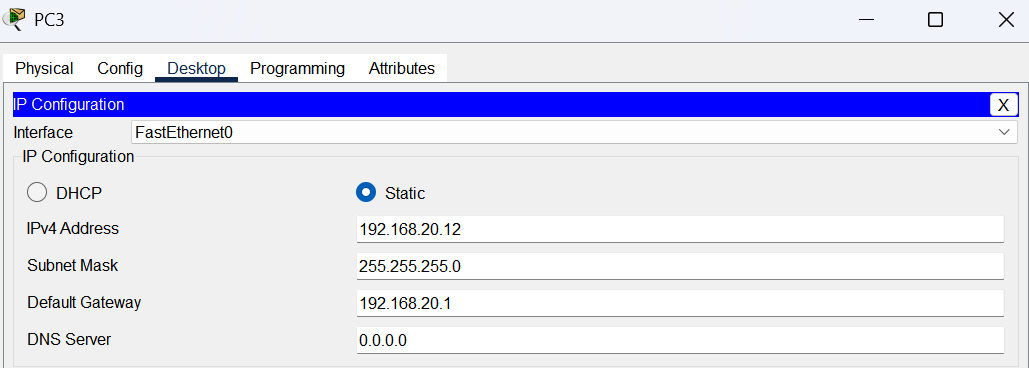 PC3
Physical Config Desktop Programming Attributes
IP Configuration X
Interface FastEthernet0
IP Configuration
DHCP Static
IPv4 Address 192.168.20.12
Subnet Mask 255.255.255.0
Default Gateway 192.168.20.1
DNS Server 0.0.0.0